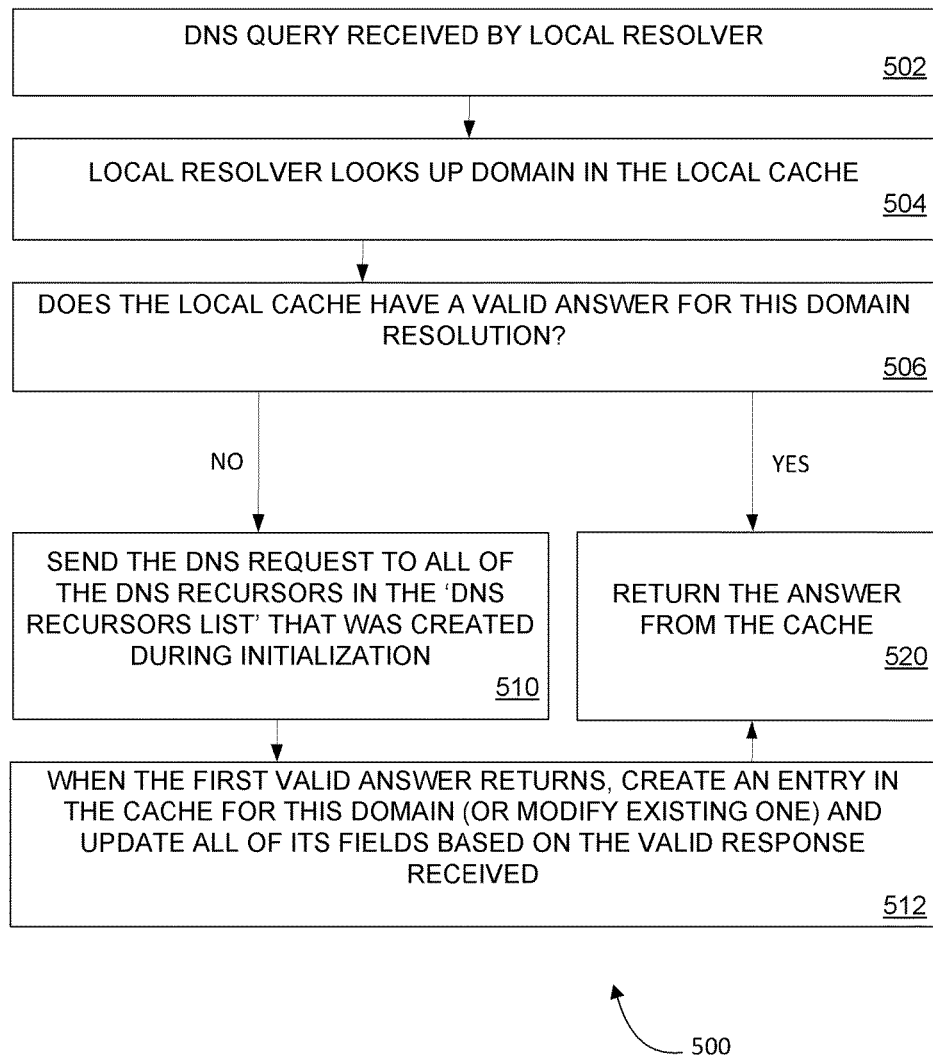 DNS QUERY RECEIVED BY LOCAL RESOLVER
502
LOCAL RESOLVER LOOKS UP DOMAIN IN THE LOCAL CACHE
504
DOES THE LOCAL CACHE HAVE A VALID ANSWER FOR THIS DOMAIN
RESOLUTION?
506
NO
YES
SEND THE DNS REQUEST TO ALL OF
THE DNS RECURSORS IN THE ‘DNS
RECURSORS LIST’ THAT WAS CREATED
DURING INITIALIZATION
510
RETURN THE ANSWER
FROM THE CACHE
520
WHEN THE FIRST VALID ANSWER RETURNS, CREATE AN ENTRY IN
THE CACHE FOR THIS DOMAIN (OR MODIFY EXISTING ONE) AND
UPDATE ALL OF ITS FIELDS BASED ON THE VALID RESPONSE
RECEIVED
512
500